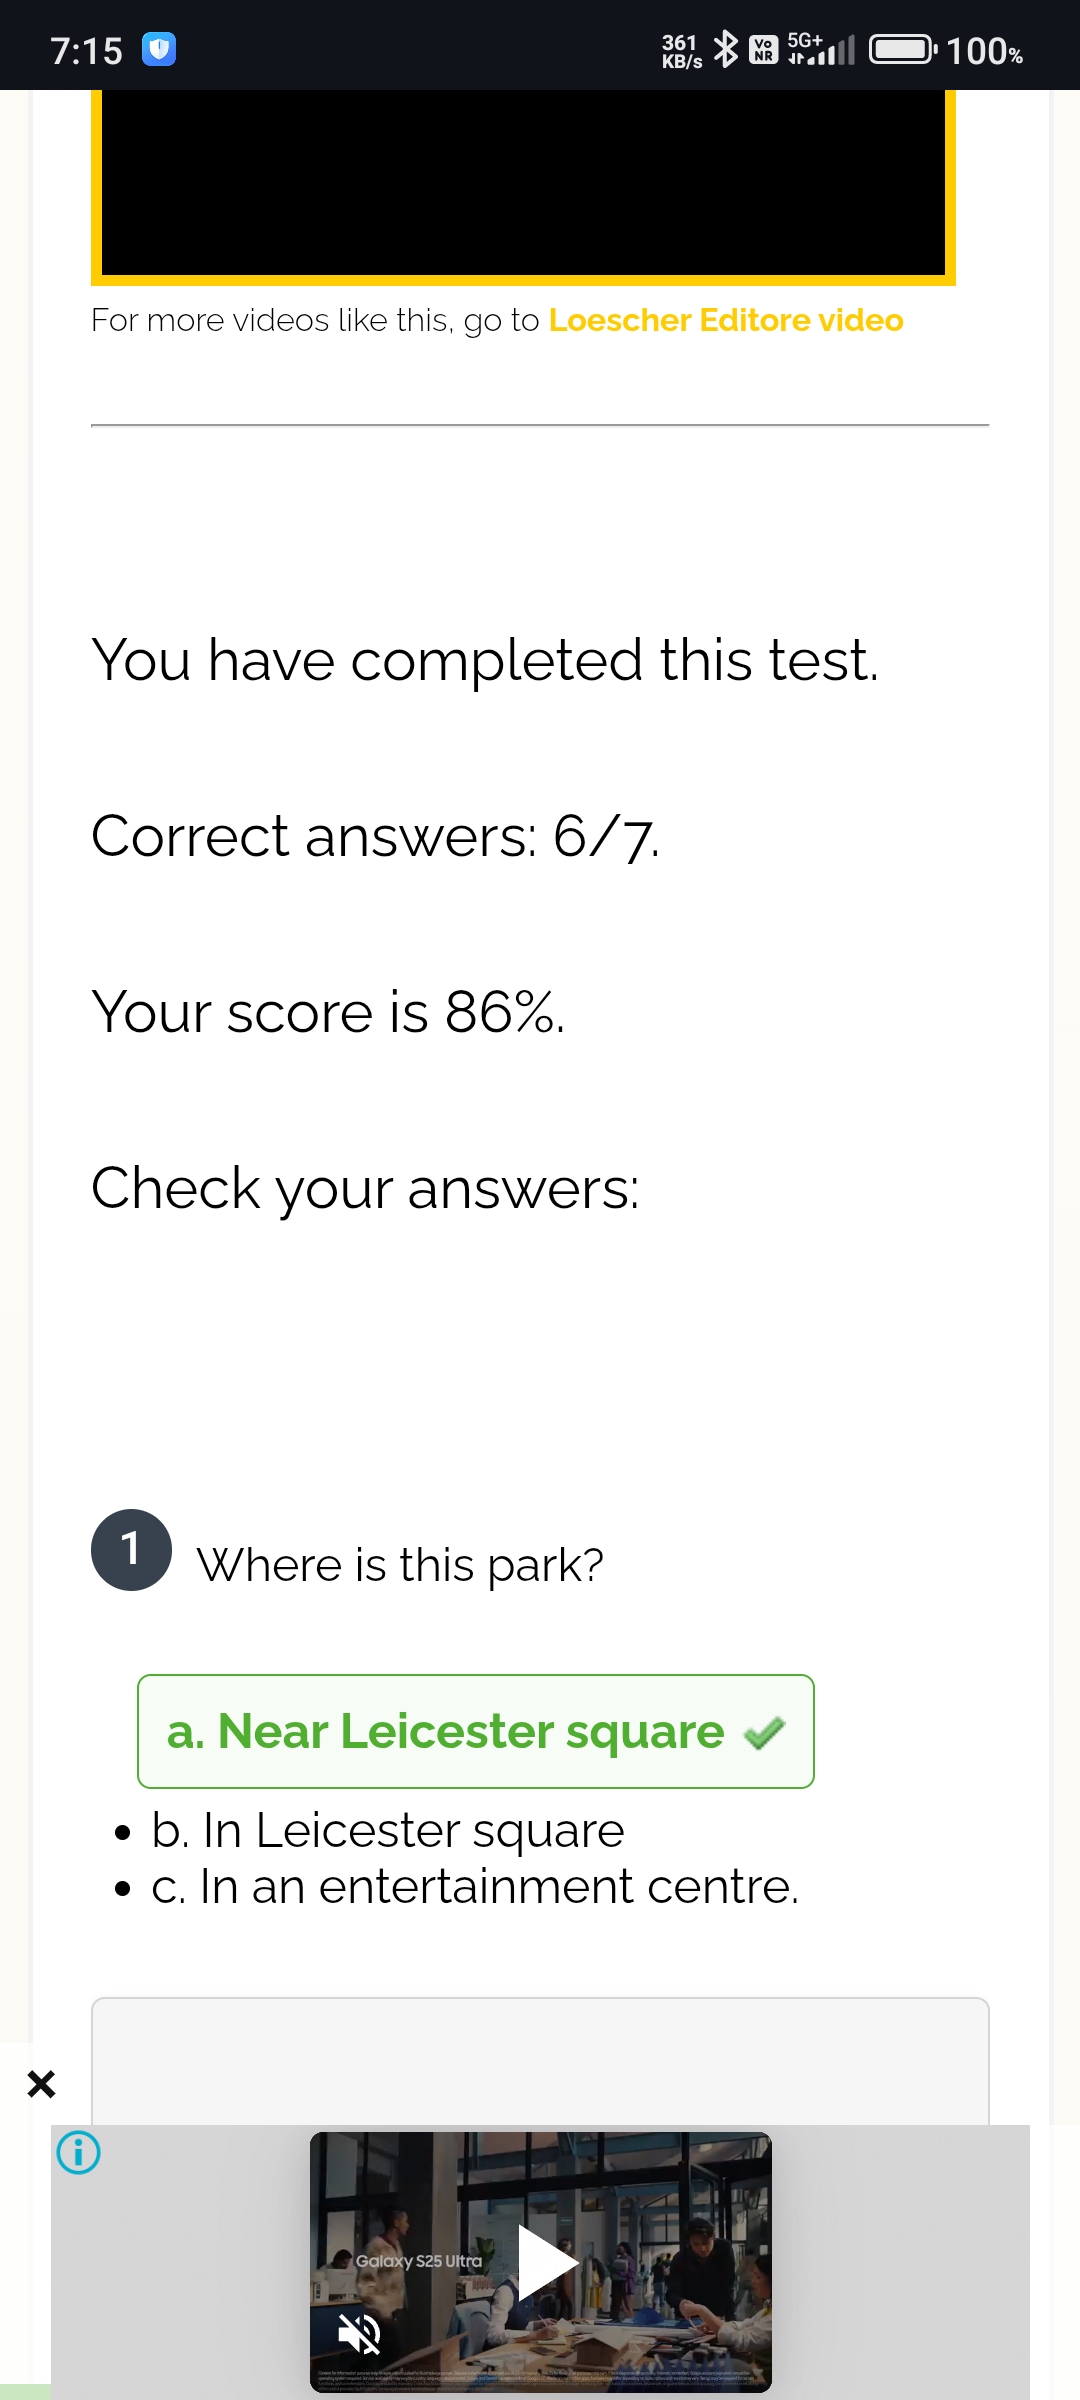 7:15
361 KB/s Vo NR 5G+ 100%
For more videos like this, go to Loescher Editore video
You have completed this test.
Correct answers: 6/7.
Your score is 86%.
Check your answers:
1 Where is this park?
a. Near Leicester square
• b. In Leicester square
• c. In an entertainment centre.
Galaxy S25 Ultra